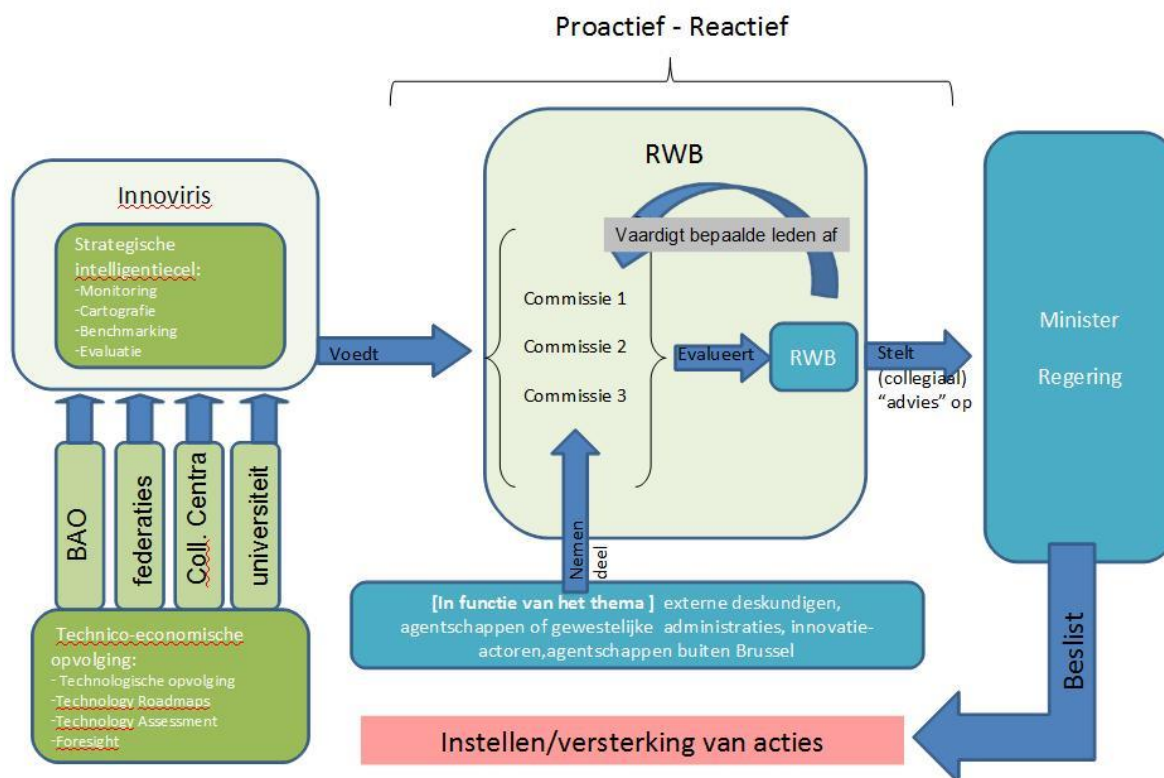 Proactief - Reactief
Innoviris
Strategische
intelligentiecel:
-Monitoring
-Cartografie
-Benchmarking
-Evaluatie
Voedt
BAO
federaties
Coll. Centra
universiteit
Technico-economische
opvolging:
- Technologische opvolging
-Technology Roadmaps
-Technology Assessment
-Foresight
RWB
Vaardigt bepaalde leden af
Commissie 1
Commissie 2
Commissie 3
Evalueert
RWB
Nemen
deel
[In functie van het thema ] externe deskundigen,
agentschappen of gewestelijke administraties, innovatie-
actoren,agentschappen buiten Brussel
Stelt
(collegiaal)
“advies” op
Minister
Regering
Beslist
Instellen/versterking van acties